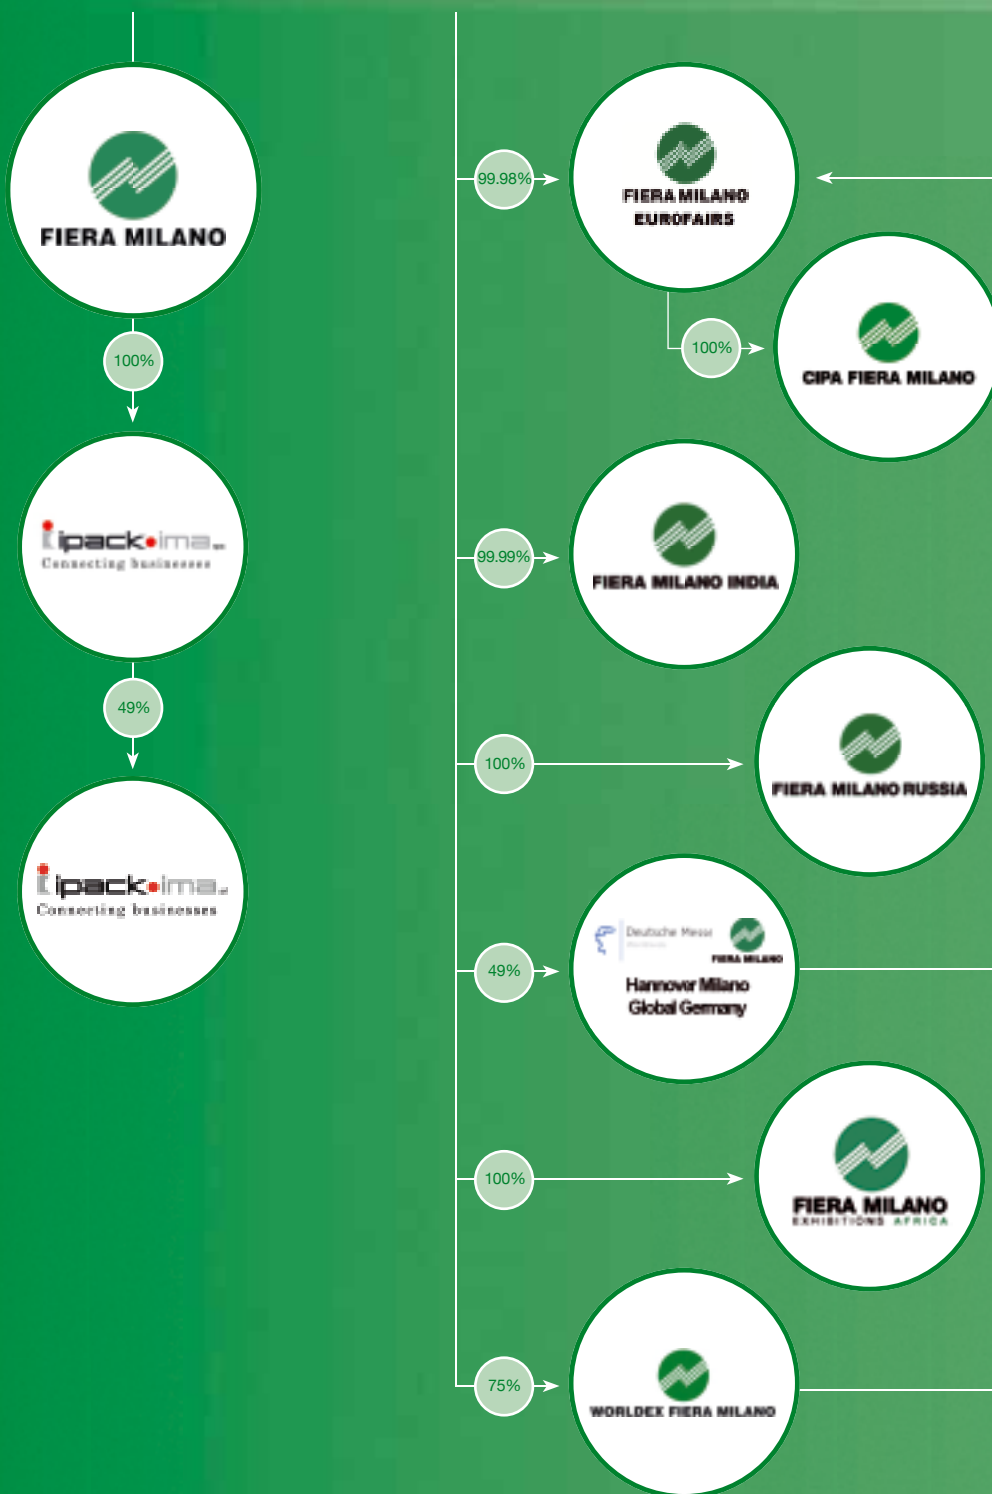 FIERA MILANO
100%
ipack·ima
Connecting businesses
49%
ipack·ima
Connecting businesses
99.98%
FIERA MILANO
EUROFAIRS
100%
CIPA FIERA MILANO
99.99%
FIERA MILANO INDIA
100%
FIERA MILANO RUSSIA
49%
Deutsche Messe
FIERA MILANO
Hannover Milano
Global Germany
100%
FIERA MILANO
EXHIBITIONS AFRICA
75%
WORLDEX FIERA MILANO